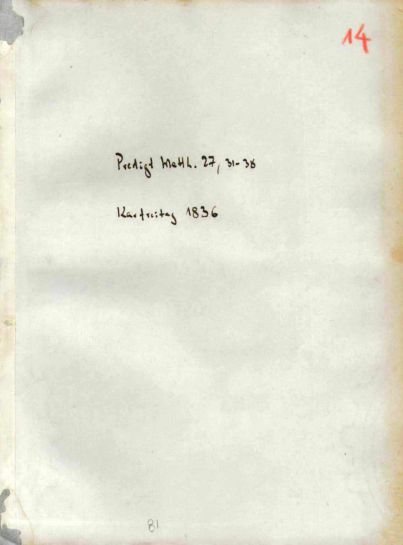 14
Predigt Matth. 27, 31-38
Karfreitag 1836
81